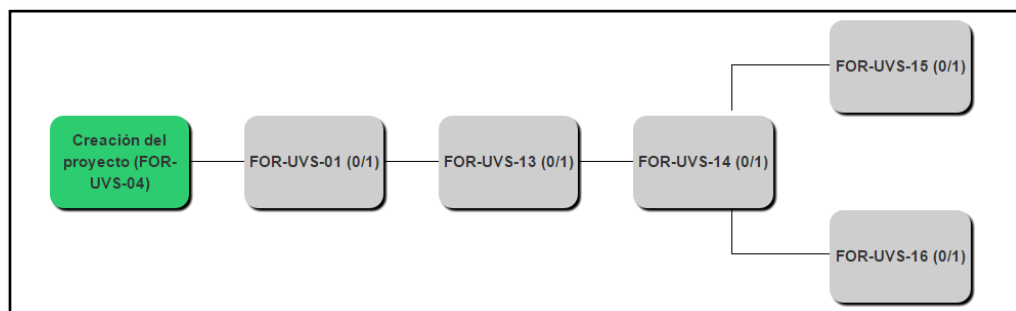 Creación del
proyecto (FOR-
UVS-04)
FOR-UVS-01 (0/1)
FOR-UVS-13 (0/1)
FOR-UVS-14 (0/1)
FOR-UVS-15 (0/1)
FOR-UVS-16 (0/1)